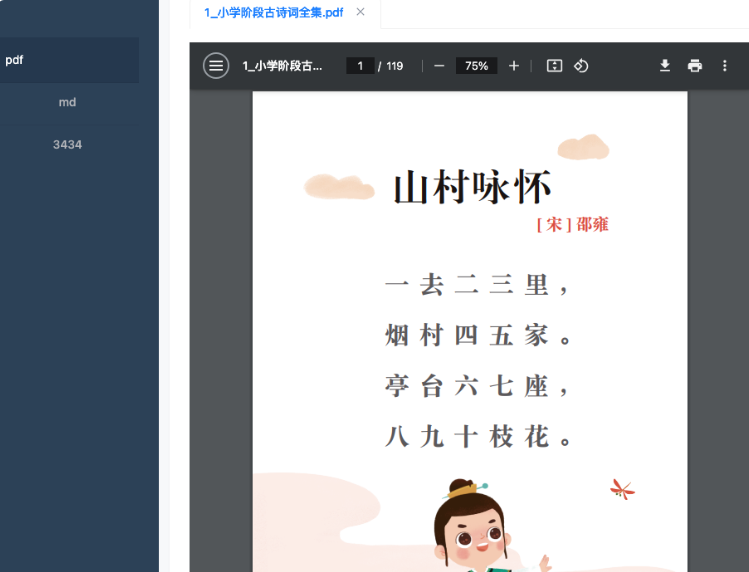 1_小学阶段古诗词全集.pdf ×
pdf
md
3434
1_小学阶段古...
1 / 119
— 75% +
山村咏怀
[ 宋 ] 邵雍
一去二三里，
烟村四五家。
亭台六七座，
八九十枝花。